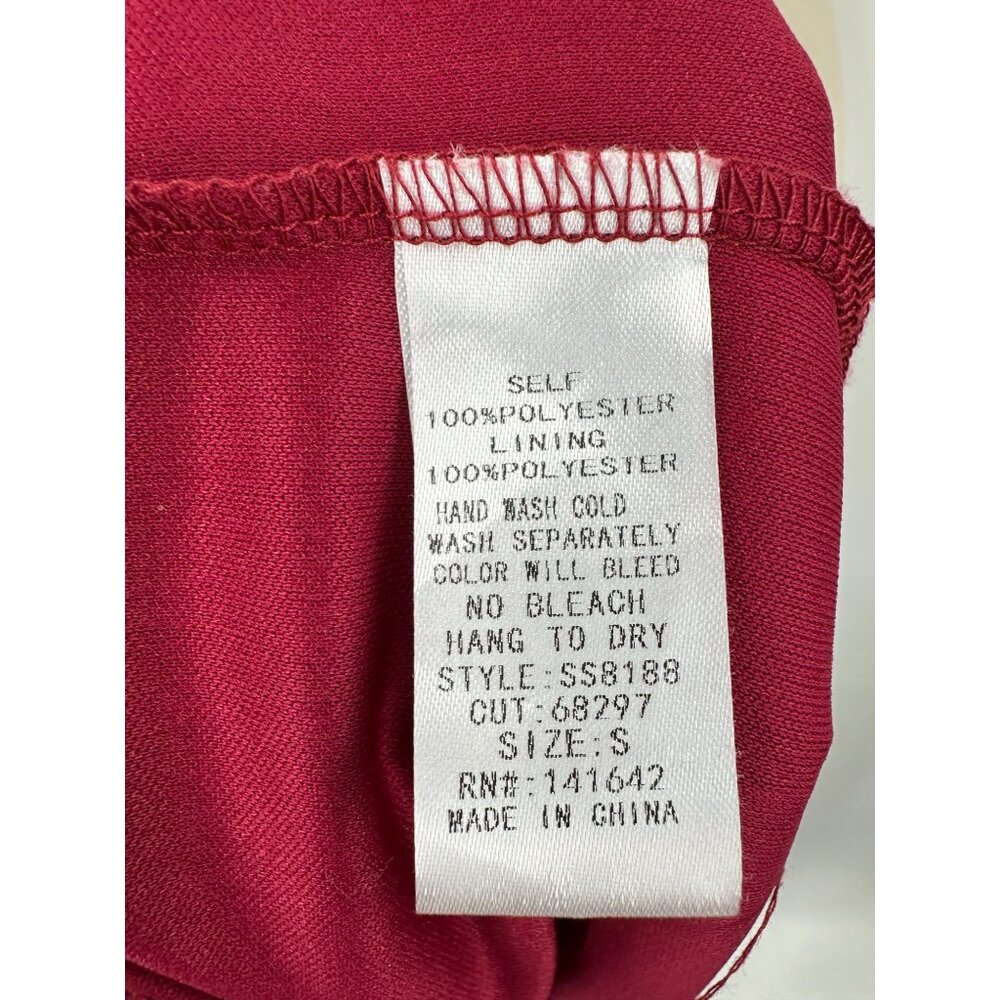 SELF
100%POLYESTER
LINING
100%POLYESTER
HAND WASH COLD
WASH SEPARATELY
COLOR WILL BLEED
NO BLEACH
HANG TO DRY
STYLE:SS8188
CUT:68297
SIZE:S
RN#:141642
MADE IN CHINA